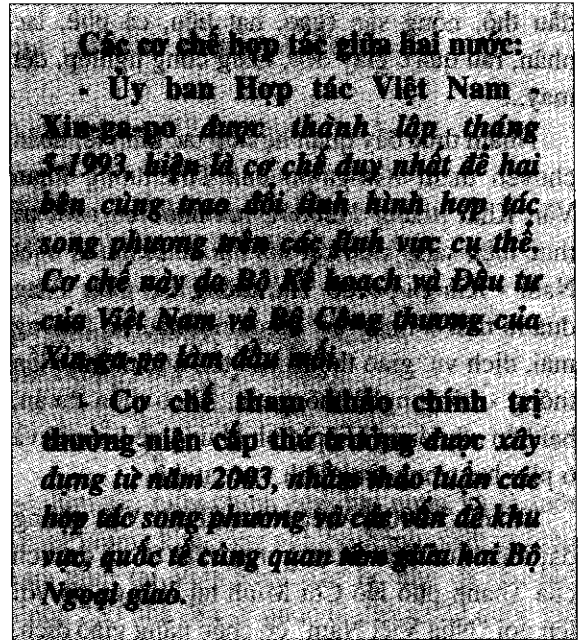 Các cơ chế hợp tác giữa hai nước:
- Ủy ban Hợp tác Việt Nam -
Xin-ga-po được thành lập tháng
5-1993, hiện là cơ chế duy nhất để hai
bên cùng trao đổi tình hình hợp tác
song phương trên các lĩnh vực cụ thể.
Cơ chế này do Bộ Kế hoạch và Đầu tư
của Việt Nam và Bộ Công thương của
Xin-ga-po làm đầu mối.
- Cơ chế tham khảo chính trị
thường niên cấp thứ trưởng được xây
dựng từ năm 2003, nhằm thảo luận các
hợp tác song phương và các vấn đề khu
vực, quốc tế cùng quan tâm giữa hai Bộ
Ngoại giao.